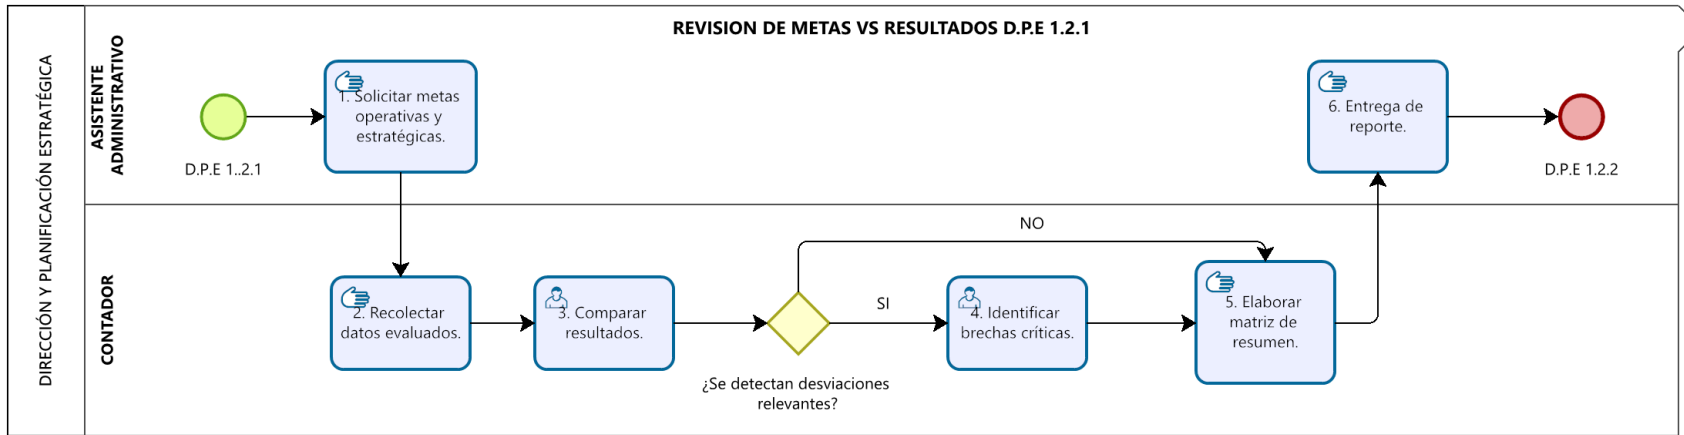 REVISION DE METAS VS RESULTADOS D.P.E 1.2.1
DIRECCIÓN Y PLANIFICACIÓN ESTRATÉGICA
ASISTENTE
ADMINISTRATIVO
D.P.E 1..2.1
1. Solicitar metas
operativas y
estratégicas.
6. Entrega de
reporte.
D.P.E 1.2.2
CONTADOR
2. Recolectar
datos evaluados.
3. Comparar
resultados.
¿Se detectan desviaciones
relevantes?
NO
SI
4. Identificar
brechas críticas.
5. Elaborar
matriz de
resumen.